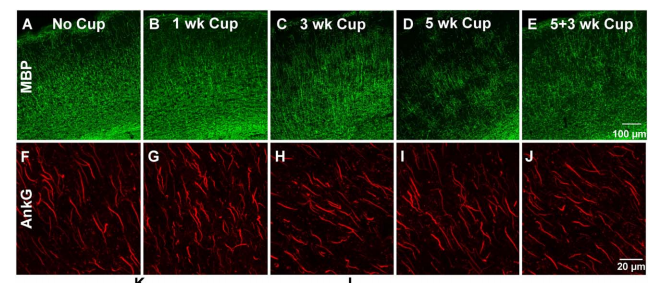 A No Cup B 1 wk Cup C 3 wk Cup D 5 wk Cup E 5+3 wk Cup
MBP
100 µm
F G H I J
AnkG
20 µm